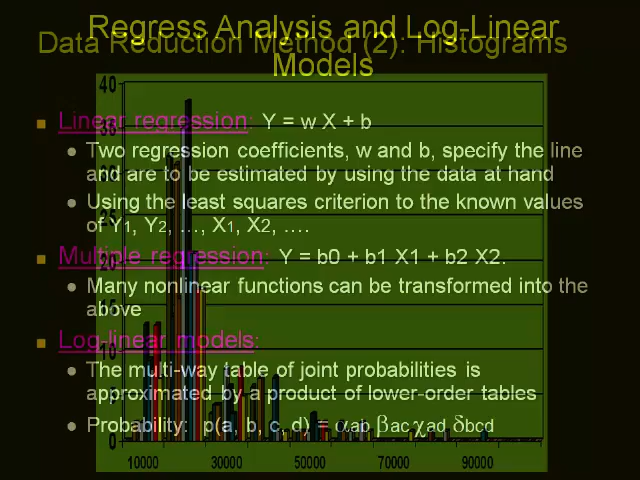 Regress Analysis and Log-Linear
Data Reduction Method (2): Histograms
Models
40
Linear regression: Y = w X + b
Two regression coefficients, w and b, specify the line
and are to be estimated by using the data at hand
Using the least squares criterion to the known values
of Y1, Y2, …, X1, X2, ….
Multiple regression: Y = b0 + b1 X1 + b2 X2.
Many nonlinear functions can be transformed into the
above
Log-linear models:
The multi-way table of joint probabilities is
approximated by a product of lower-order tables
Probability: p(a, b, c, d) = αab βac χad δbcd
0
10000 30000 50000 70000 90000